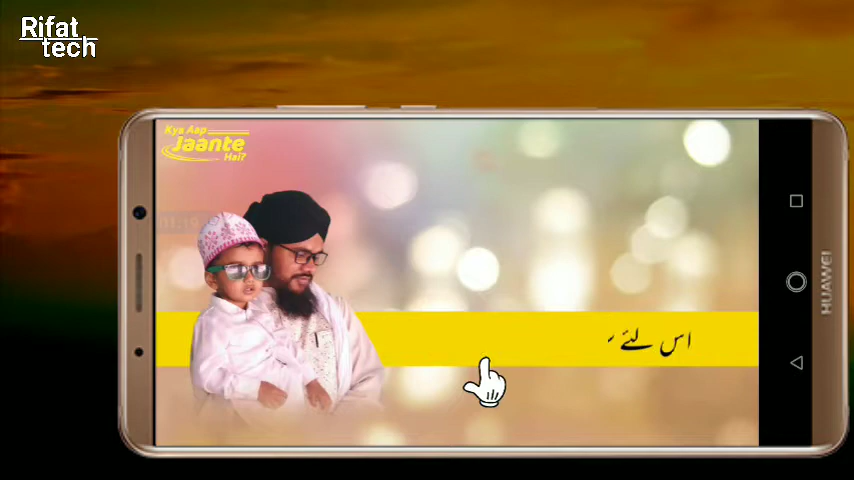 Rifat
tech
Kya Aap
Jaante
Hai?
اس لئے
HUAWEI